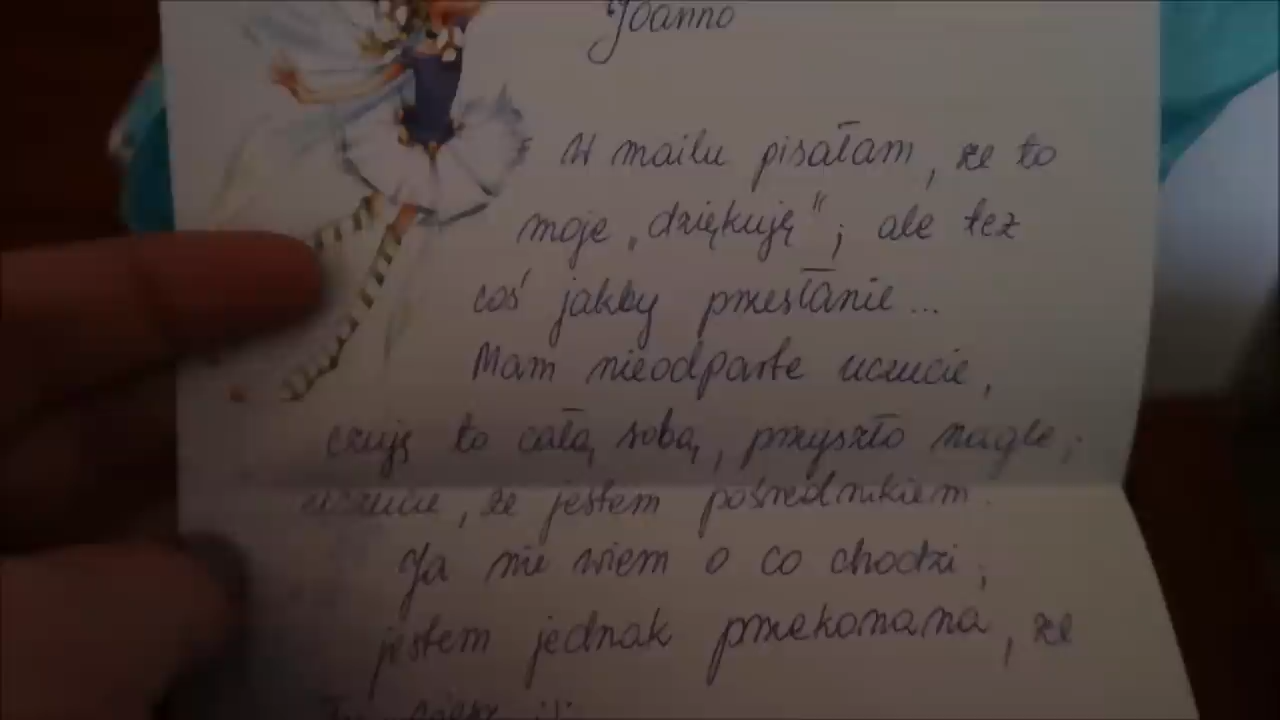 Joanno
W mailu pisałam, że to
moje „dziękuję"; ale też
coś jakby przesłanie...
Mam nieodparte uczucie,
czuję to całą sobą, przyszło nagle;
uczucie, że jestem pośrednikiem.
Ja nie wiem o co chodzi;
jestem jednak przekonana, że